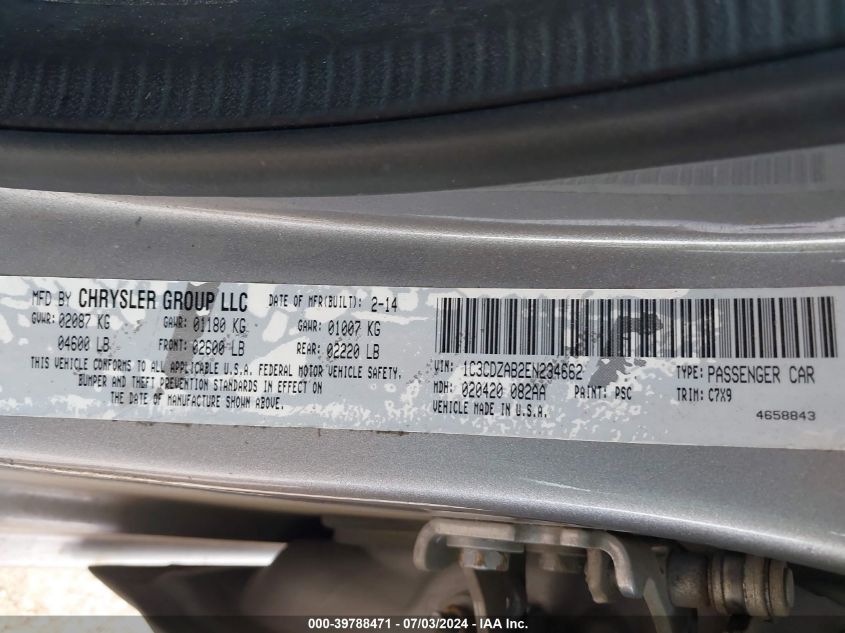 MFD BY CHRYSLER GROUP LLC DATE OF MFR(BUILT): 2-14
GVWR: 02087 KG GAWR: 01180 KG GAWR: 01007 KG
04600 LB FRONT: 02600 LB REAR: 02220 LB
THIS VEHICLE CONFORMS TO ALL APPLICABLE U.S.A. FEDERAL MOTOR VEHICLE SAFETY,
BUMPER AND THEFT PREVENTION STANDARDS IN EFFECT ON
THE DATE OF MANUFACTURE SHOWN ABOVE.
VIN: 1C3CDZAB2EN234662 TYPE: PASSENGER CAR
MDH: 020420 082AA PAINT: PSC TRIM: C7X9
VEHICLE MADE IN U.S.A.
4658843
000-39788471 / 07/03/2024 - IAA Inc.